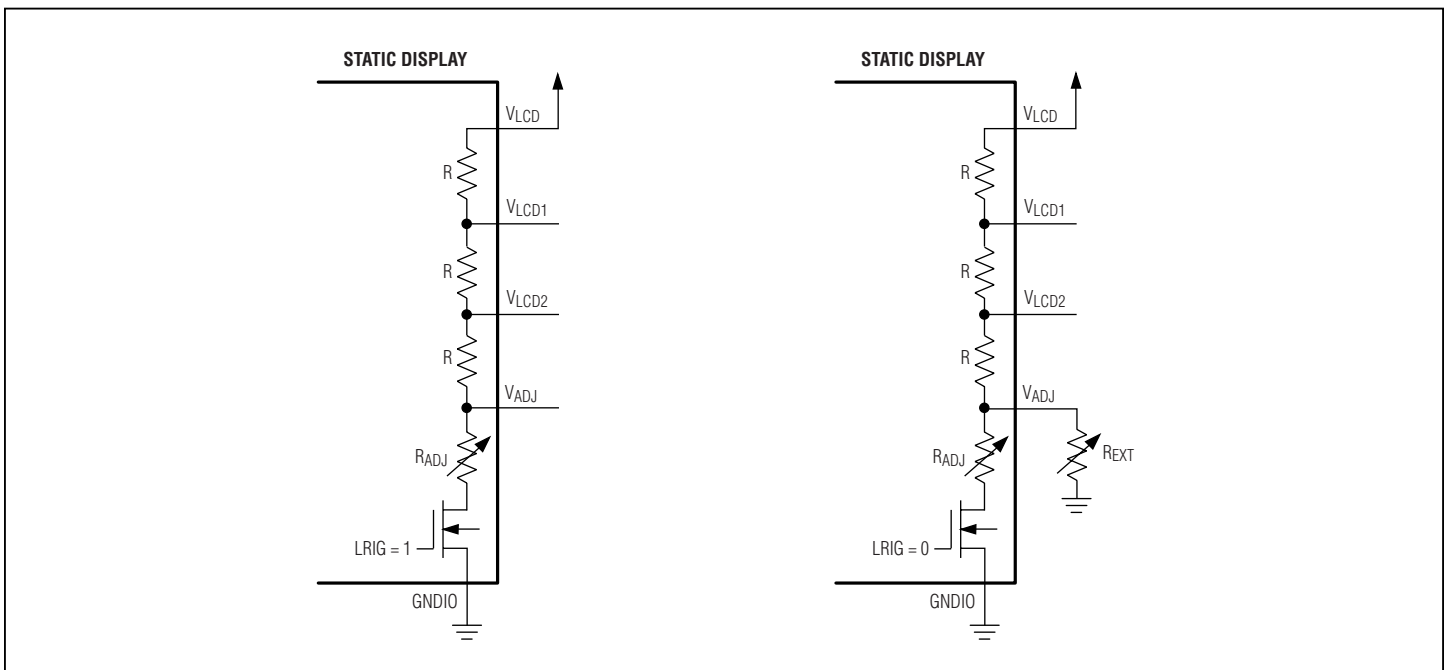 STATIC DISPLAY
VLCD
R
VLCD1
R
VLCD2
R
VADJ
RADJ
LRIG = 1
GNDIO
STATIC DISPLAY
VLCD
R
VLCD1
R
VLCD2
R
VADJ
RADJ
REXT
LRIG = 0
GNDIO